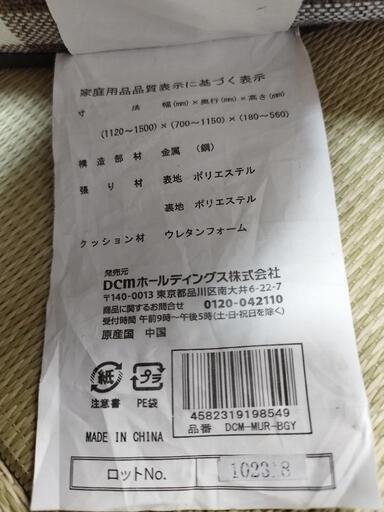 家庭用品品質表示に基づく表示
寸 法 幅(mm)×奥行(mm)×高さ(mm)
(1120~1500)×(700~1150)×(180~560)
構造部材 金属 (鋼)
張り材 表地 ポリエステル
裏地 ポリエステル
クッション材 ウレタンフォーム
発売元
DCMホールディングス株式会社
〒140-0013 東京都品川区南大井6-22-7
商品に関するお問合せ 0120-042110
受付時間 午前9時~午後5時(土・日・祝日を除く)
原産国 中国
紙 プラ
注意書 PE袋
4582319198549
品番 DCM-MUR-BGY
MADE IN CHINA
ロットNo. 102318